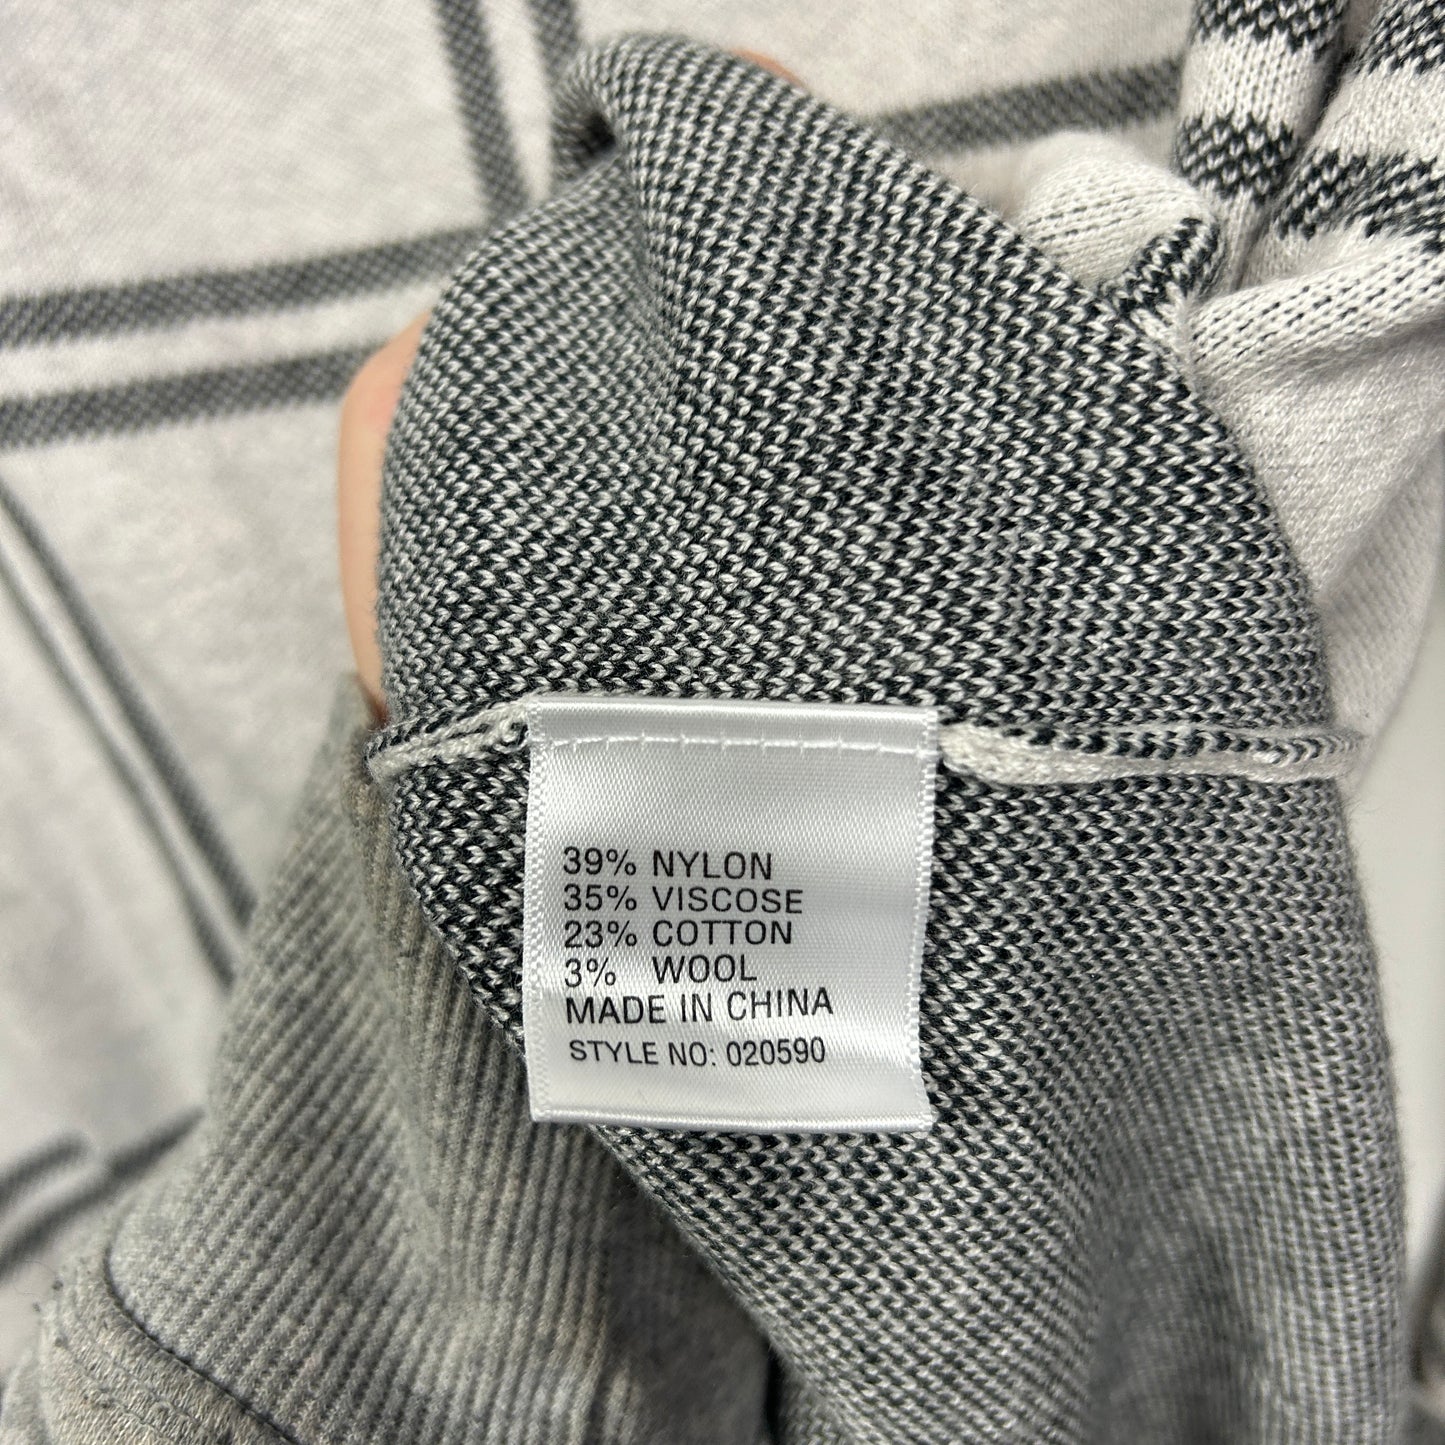 39% NYLON
35% VISCOSE
23% COTTON
3% WOOL
MADE IN CHINA
STYLE NO: 020590